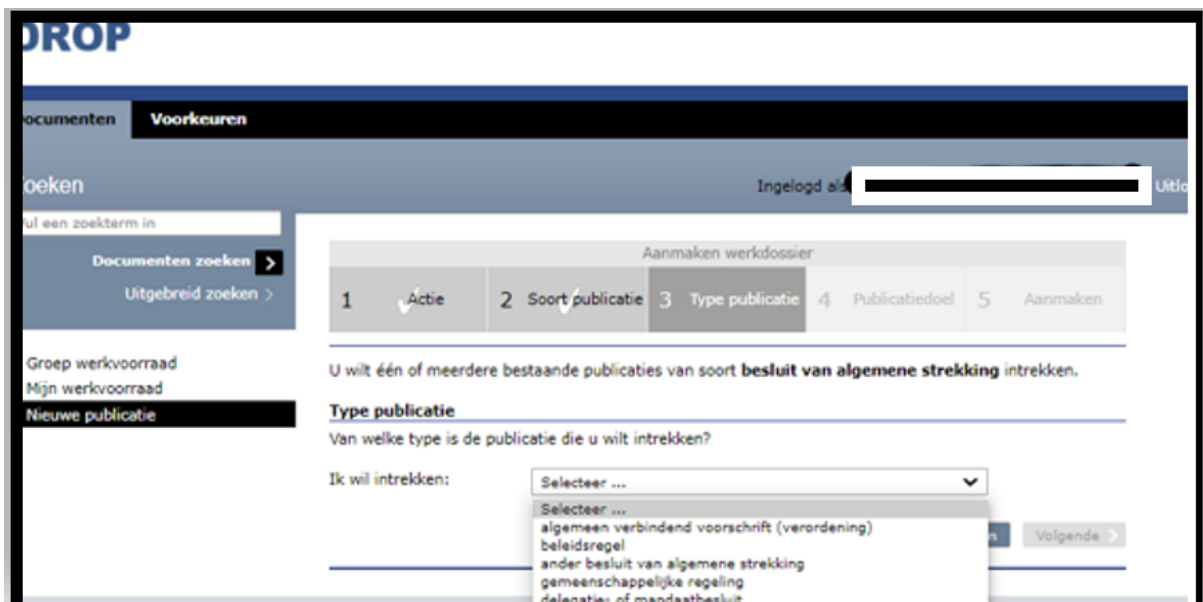 DROP
Documenten Voorkeuren
Zoeken
Ingelogd als
Uitlo
Vul een zoekterm in
Documenten zoeken >
Uitgebreid zoeken >
Groep werkvoorraad
Mijn werkvoorraad
Nieuwe publicatie
Aanmaken werkdossier
1 Actie 2 Soort publicatie 3 Type publicatie 4 Publicatiedoel 5 Aanmaken
U wilt één of meerdere bestaande publicaties van soort besluit van algemene strekking intrekken.
Type publicatie
Van welke type is de publicatie die u wilt intrekken?
Ik wil intrekken: Selecteer ...
Selecteer ...
algemeen verbindend voorschrift (verordening)
beleidsregel
ander besluit van algemene strekking
gemeenschappelijke regeling
delegatie- of mandaatbesluit
n Volgende >